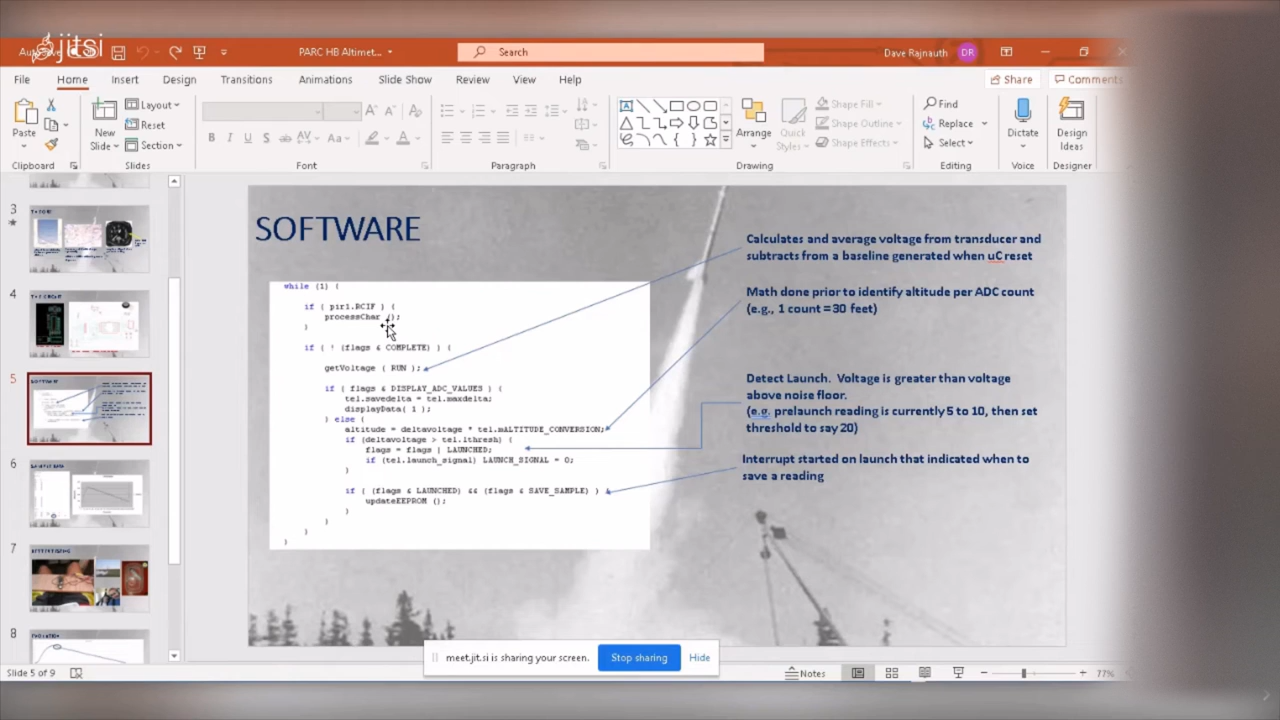 jitsi
PARC HB Altimet...
Search
Dave Rajnauth
DR
File Home Insert Design Transitions Animations Slide Show Review View Help
Share Comments
Paste
New
Slide
Layout
Reset
Section
Shape Fill
Shape Outline
Shape Effects
Arrange
Quick
Styles
Find
Replace
Select
Dictate
Design
Ideas
Clipboard Slides Font Paragraph Drawing Editing Voice Designer
3
4
5
6
7
8
SOFTWARE
while (1) {
if ( pir1.RCIF ) {
processChar ();
}
if ( ! (flags & COMPLETE) ) {
getVoltage ( RUN );
if ( flags & DISPLAY_ADC_VALUES ) {
tel.savedelta = tel.maxdelta;
displayData( 1 );
} else {
altitude = deltavoltage * tel.mALTITUDE_CONVERSION;
if (deltavoltage > tel.lthresh) {
flags = flags | LAUNCHED;
if (tel.launch_signal) LAUNCH_SIGNAL = 0;
}
if ( (flags & LAUNCHED) && (flags & SAVE_SAMPLE) ) {
updateEEPROM ();
}
}
}
}
Calculates and average voltage from transducer and
subtracts from a baseline generated when uC reset
Math done prior to identify altitude per ADC count
(e.g., 1 count = 30 feet)
Detect Launch. Voltage is greater than voltage
above noise floor.
(e.g. prelaunch reading is currently 5 to 10, then set
threshold to say 20)
Interrupt started on launch that indicated when to
save a reading
meet.jit.si is sharing your screen. Stop sharing Hide
Slide 5 of 9
Notes
77%